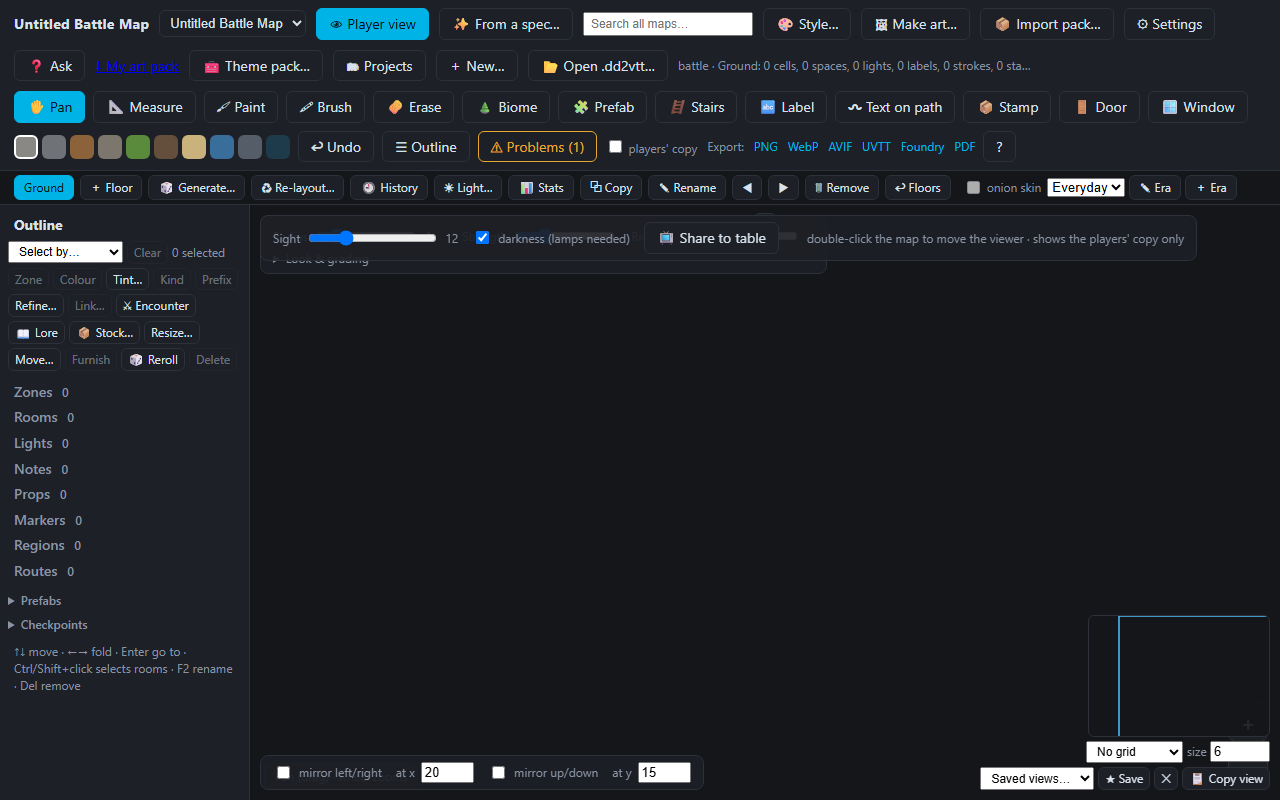 Untitled Battle Map Untitled Battle Map 👁 Player view ✨ From a spec... Search all maps... 🎨 Style... 🖼 Make art... 📦 Import pack... ⚙ Settings
❓ Ask My art pack 🧰 Theme pack... 📚 Projects + New... 📂 Open .dd2vtt... battle · Ground: 0 cells, 0 spaces, 0 lights, 0 labels, 0 strokes, 0 sta...
✋ Pan 📐 Measure 🖌 Paint 🖌 Brush Erase 🌲 Biome 🧩 Prefab 🪜 Stairs 🔤 Label Text on path 📦 Stamp 🚪 Door 🪟 Window
↩ Undo ☰ Outline ⚠ Problems (1) players' copy Export: PNG WebP AVIF UVTT Foundry PDF ?
Ground + Floor 🎲 Generate... ♻ Re-layout... 🕘 History ☀ Light... 📊 Stats Copy ✎ Rename ◀ ▶ 🗑 Remove ↩ Floors onion skin Everyday ✎ Era + Era
Outline
Select by... Clear 0 selected
Zone Colour Tint... Kind Prefix
Refine... Link... ⚔ Encounter
📖 Lore 📦 Stock... Resize...
Move... Furnish 🎲 Reroll Delete
Zones 0
Rooms 0
Lights 0
Notes 0
Props 0
Markers 0
Regions 0
Routes 0
▶ Prefabs
▶ Checkpoints
↑↓ move · ←→ fold · Enter go to ·
Ctrl/Shift+click selects rooms · F2 rename
· Del remove
Sight 12 darkness (lamps needed) 📺 Share to table double-click the map to move the viewer · shows the players' copy only
Look & grading
mirror left/right at x 20 mirror up/down at y 15
No grid size 6
Saved views... ★ Save ✕ 📋 Copy view